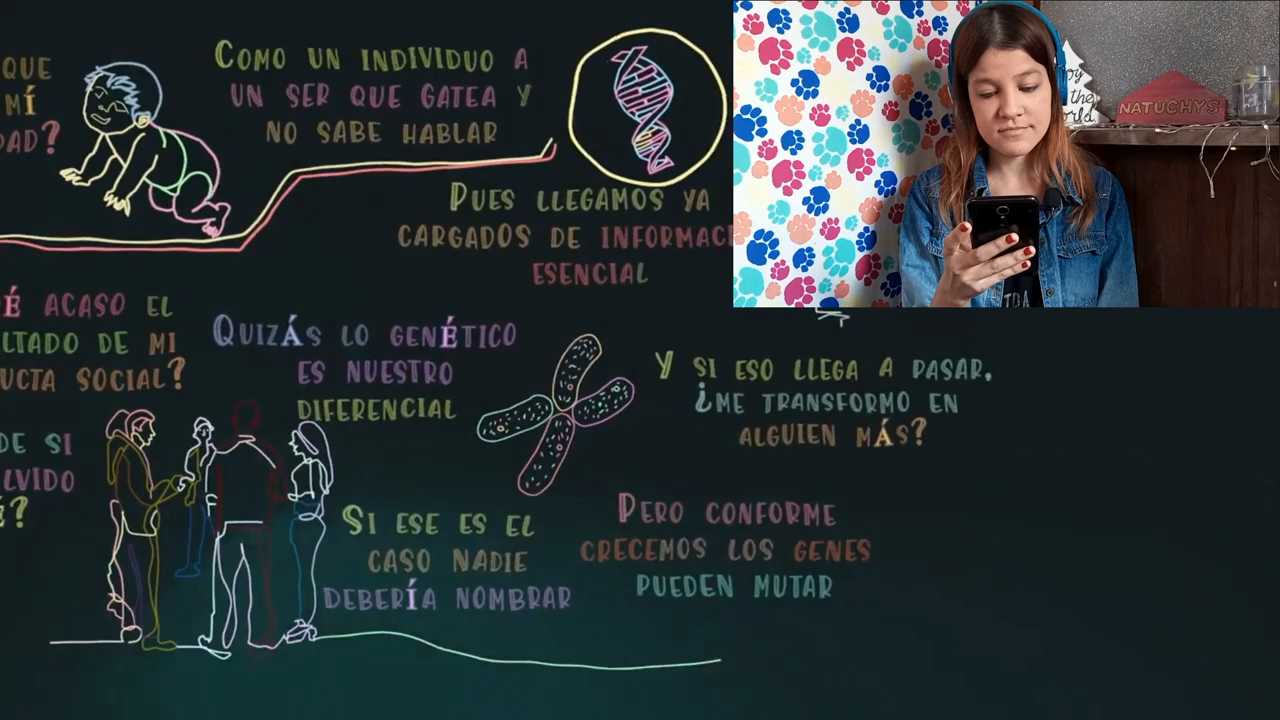 QUE
MÍ
DAD?
COMO UN INDIVIDUO A
UN SER QUE GATEA Y
NO SABE HABLAR
PUES LLEGAMOS YA
CARGADOS DE INFORMACI
ESENCIAL
É ACASO EL
LTADO DE MI
UCTA SOCIAL?
QUIZÁS LO GENÉTICO
ES NUESTRO
DIFERENCIAL
Y SI ESO LLEGA A PASAR,
¿ME TRANSFORMO EN
ALGUIEN MÁS?
DE SI
LVIDO
É?
SI ESE ES EL
CASO NADIE
DEBERÍA NOMBRAR
PERO CONFORME
CRECEMOS LOS GENES
PUEDEN MUTAR
NATUCHYS
the
world.